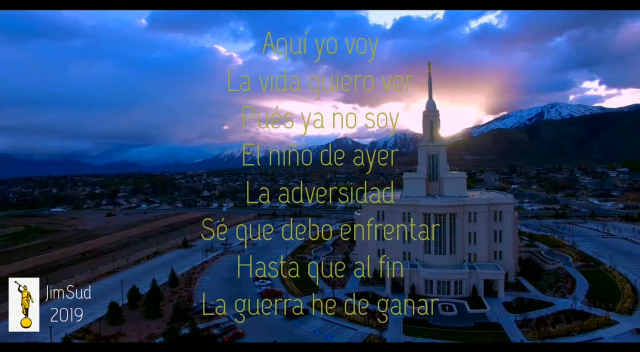 Aquí yo voy
La vida quiero ver
Pués ya no soy
El niño de ayer
La adversidad
Sé que debo enfrentar
Hasta que al fin
La guerra he de ganar
JimSud
2019